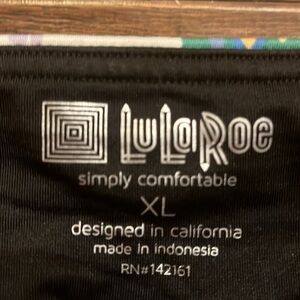 LuLaRoe
simply comfortable
XL
designed in california
made in indonesia
RN#142161